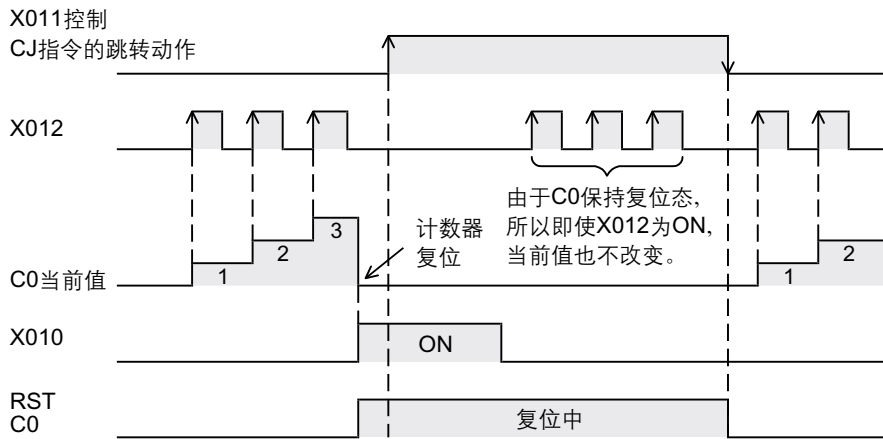 X011控制
CJ指令的跳转动作
X012
由于C0保持复位态,
所以即使X012为ON,
当前值也不改变。
计数器
复位
C0当前值
1
2
3
1
2
X010
ON
RST
C0
复位中